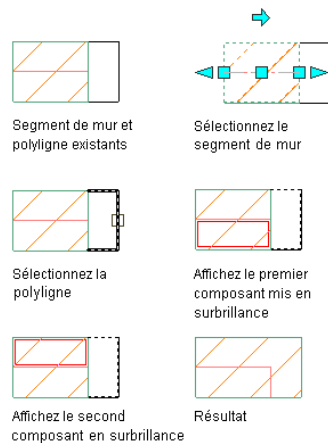 Segment de mur et
polyligne existants
Sélectionnez le
segment de mur
Sélectionnez la
polyligne
Affichez le premier
composant mis en
surbrillance
Affichez le second
composant en surbrillance
Résultat